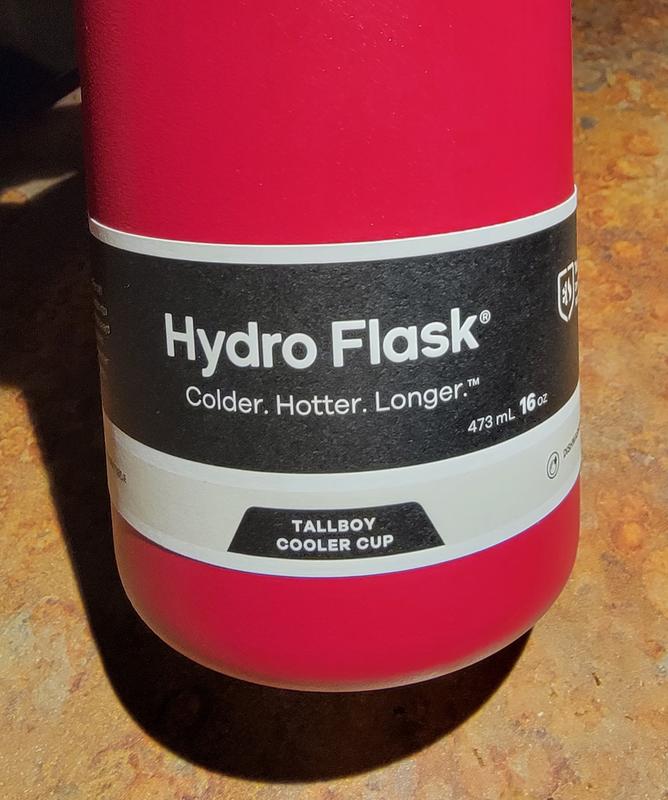 Hydro Flask®
Colder. Hotter. Longer.™
473 mL 16 oz
TALLBOY
COOLER CUP